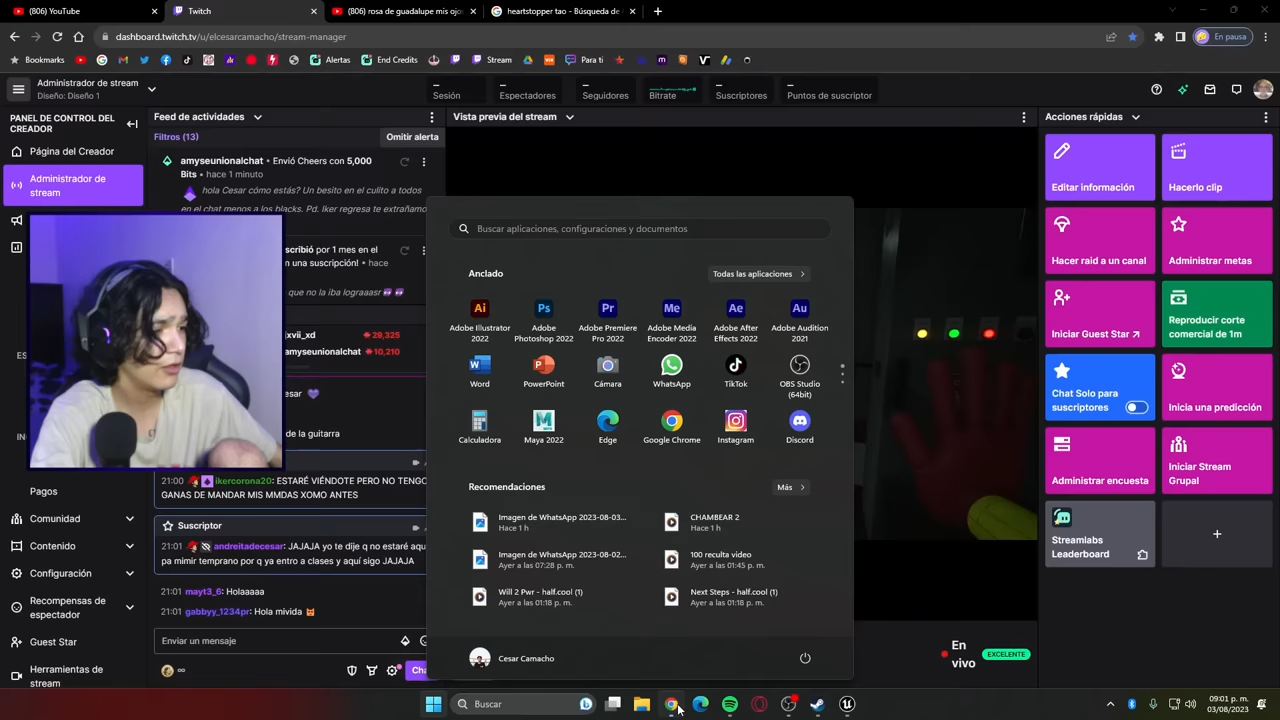 (806) YouTube
Twitch
(806) rosa de guadalupe mis ojos
heartstopper tao - Búsqueda de
dashboard.twitch.tv/u/elcesarcamacho/stream-manager
En pausa
Bookmarks
Alertas
End Credits
Stream
Para ti
Administrador de stream
Diseño: Diseño 1
Sesión
Espectadores
Seguidores
Bitrate
Suscriptores
Puntos de suscriptor
PANEL DE CONTROL DEL
CREADOR
Página del Creador
Administrador de
stream
Pagos
Comunidad
Contenido
Configuración
Recompensas de
espectador
Guest Star
Herramientas de
stream
Feed de actividades
Filtros (13)
Omitir alerta
amyseunionalchat • Envió Cheers con 5,000
Bits • hace 1 minuto
hola Cesar cómo estás? Un besito en el culito a todos
en el chat menos a los blacks. Pd. Iker regresa te extrañamo
scribió por 1 mes en el
n una suscripción! • hace
que no la iba lograaasr
xvii_xd
29,325
amyseunionalchat
10,210
esar
de la guitarra
21:00 ikercorona20: ESTARÉ VIÉNDOTE PERO NO TENGO
GANAS DE MANDAR MIS MMDAS XOMO ANTES
Suscriptor
21:01 andreitadecesar: JAJAJA yo te dije q no estaré aqu
pa mimir temprano por q ya entro a clases y aquí sigo JAJAJA
21:01 mayt3_6: Holaaaaa
21:01 gabbyy_1234pr: Hola mivida
Enviar un mensaje
∞
Cha
Vista previa del stream
Buscar aplicaciones, configuraciones y documentos
Anclado
Todas las aplicaciones
Adobe Illustrator
2022
Adobe
Photoshop 2022
Adobe Premiere
Pro 2022
Adobe Media
Encoder 2022
Adobe After
Effects 2022
Adobe Audition
2021
Word
PowerPoint
Cámara
WhatsApp
TikTok
OBS Studio
(64bit)
Calculadora
Maya 2022
Edge
Google Chrome
Instagram
Discord
Recomendaciones
Más
Imagen de WhatsApp 2023-08-03...
Hace 1 h
CHAMBEAR 2
Hace 1 h
Imagen de WhatsApp 2023-08-02...
Ayer a las 07:28 p. m.
100 reculta video
Ayer a las 01:45 p. m.
Will 2 Pwr - half.cool (1)
Ayer a las 01:18 p. m.
Next Steps - half.cool (1)
Ayer a las 01:18 p. m.
Cesar Camacho
En
vivo
EXCELENTE
Acciones rápidas
Editar información
Hacerlo clip
Hacer raid a un canal
Administrar metas
Iniciar Guest Star
Reproducir corte
comercial de 1m
Chat Solo para
suscriptores
Inicia una predicción
Administrar encuesta
Iniciar Stream
Grupal
Streamlabs
Leaderboard
Buscar
09:01 p. m.
03/08/2023